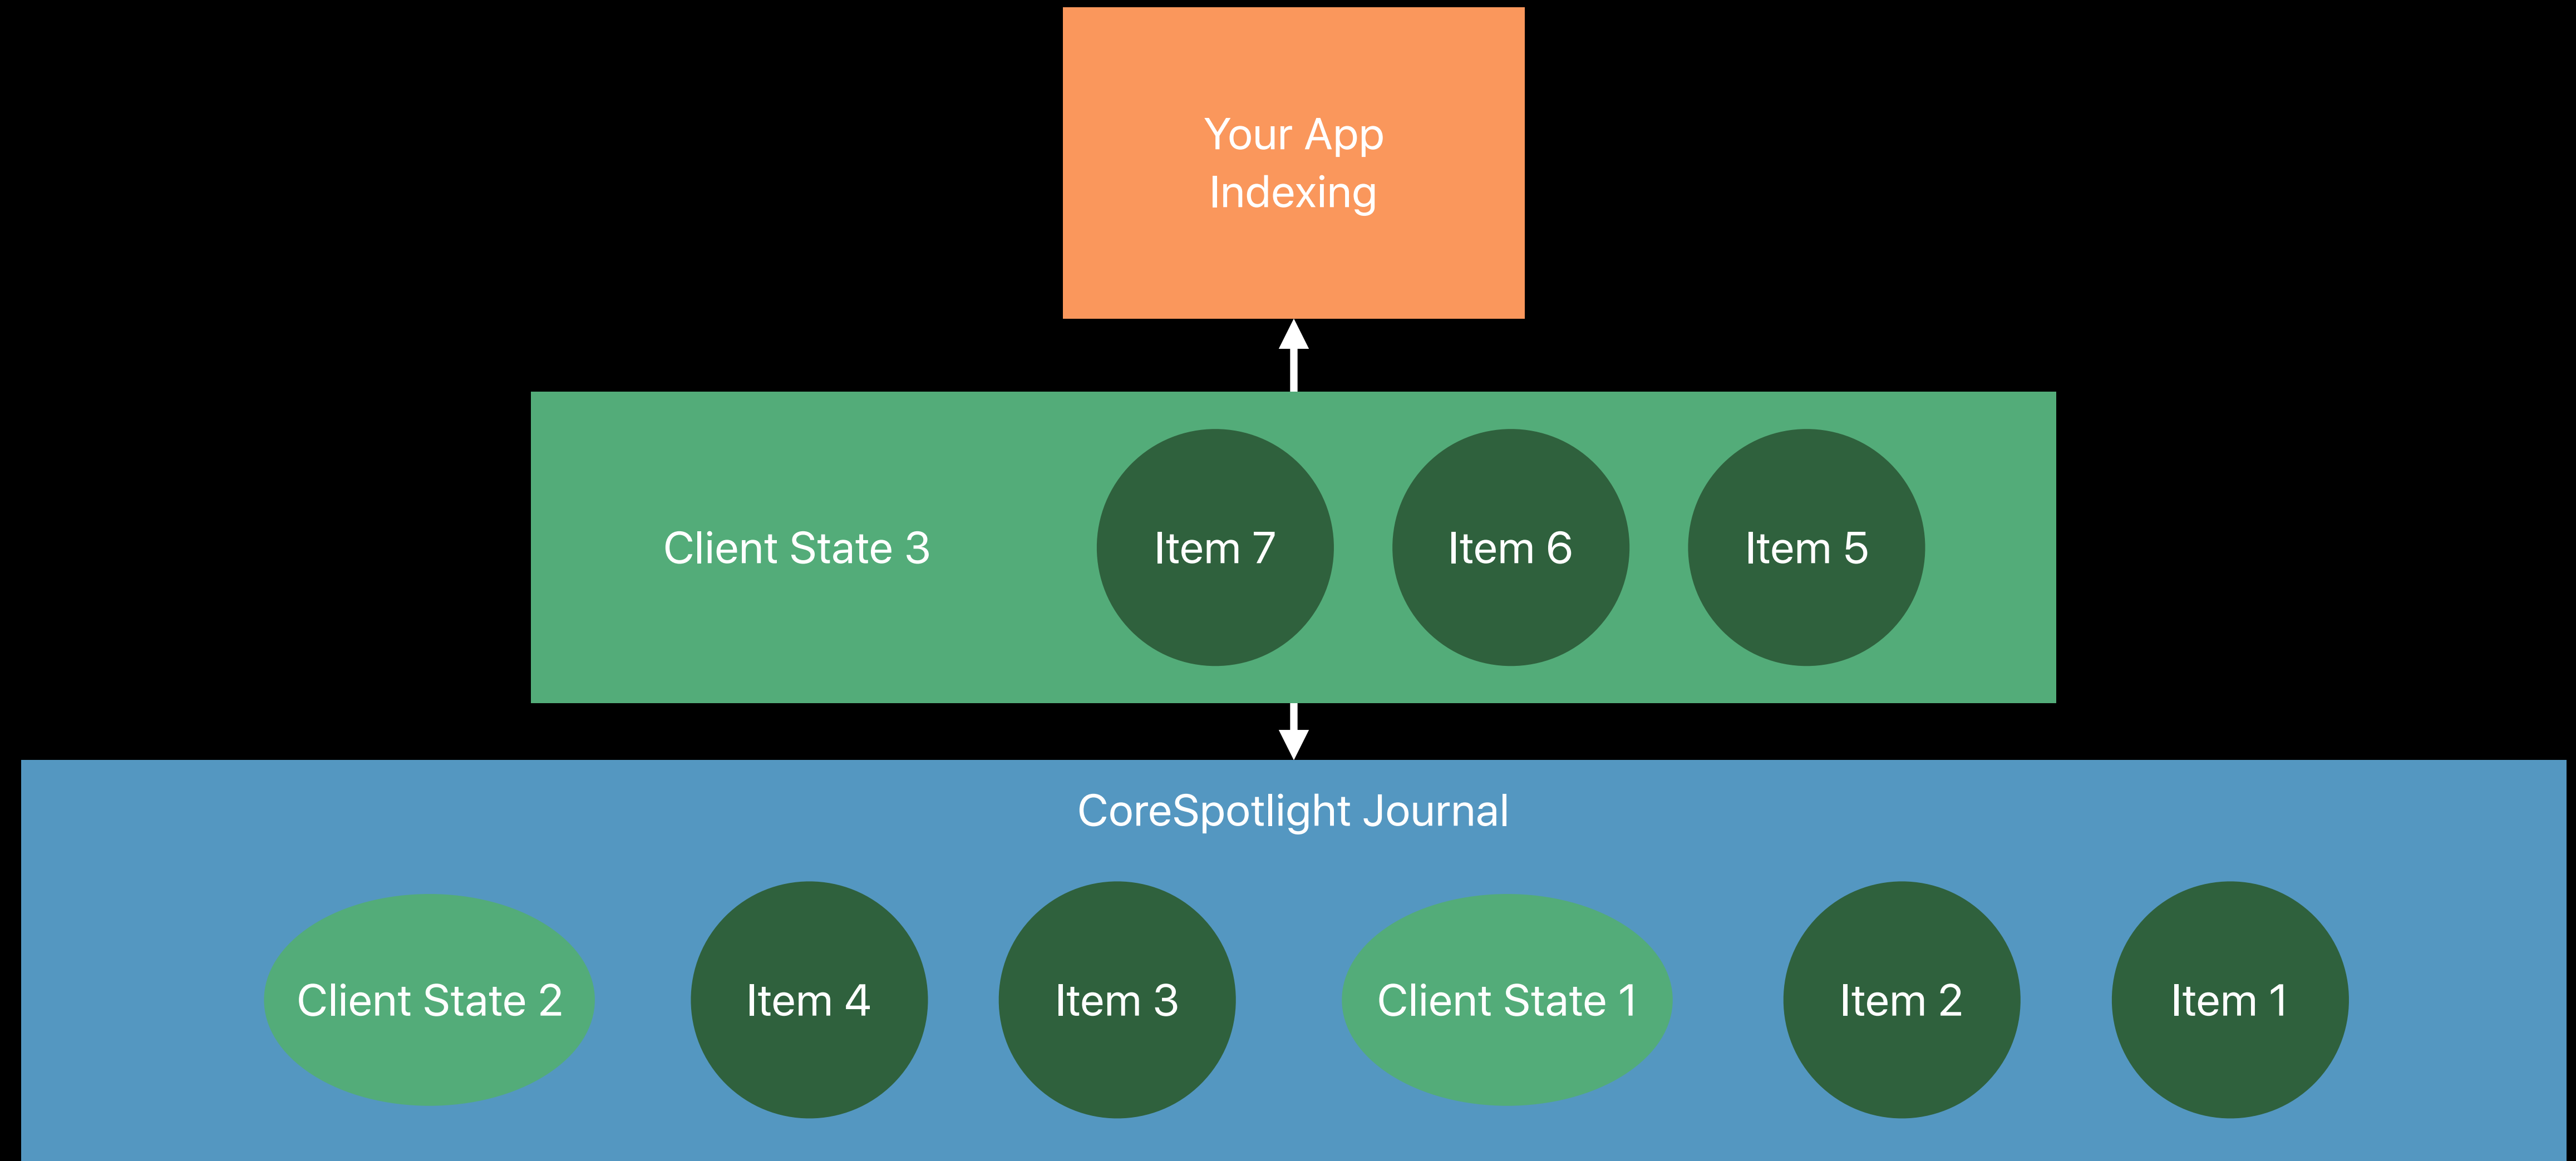 Your App
Indexing
Client State 3
Item 7
Item 6
Item 5
CoreSpotlight Journal
Client State 2
Item 4
Item 3
Client State 1
Item 2
Item 1